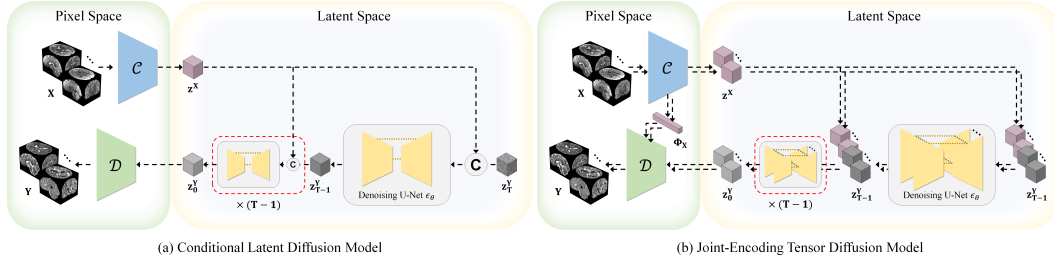 Pixel Space
Latent Space
X
𝒞
z^X
Y
𝒟
z_0^Y
C
× (T − 1)
z_{T−1}^Y
Denoising U-Net ϵ_θ
C
z_T^Y
(a) Conditional Latent Diffusion Model
Pixel Space
Latent Space
X
𝒞
z^X
Φ_X
Y
𝒟
z_0^Y
× (T − 1)
z_{T−1}^Y
Denoising U-Net ϵ_θ
z_{T−1}^Y
(b) Joint-Encoding Tensor Diffusion Model